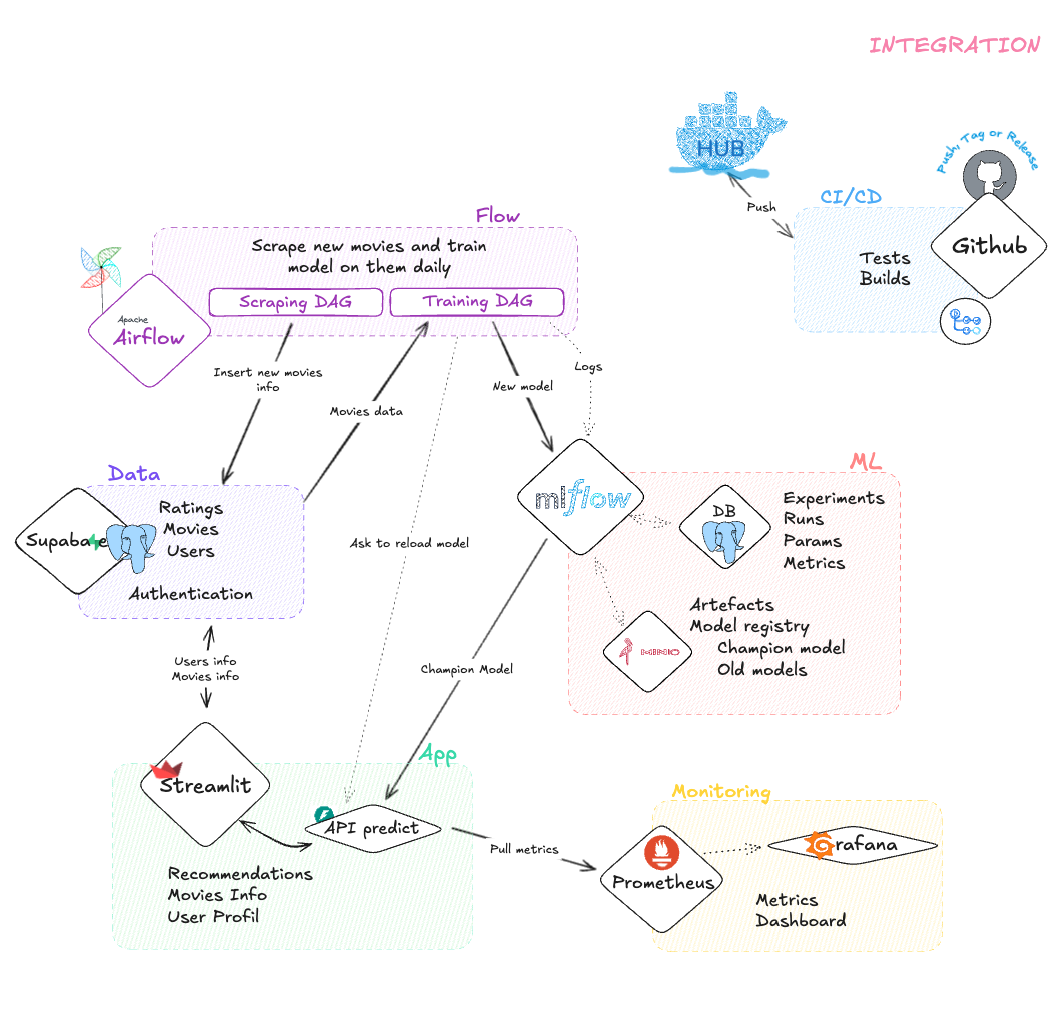 INTEGRATION
HUB
Push
Push, Tag or Release
CI/CD
Tests
Builds
Github
Flow
Scrape new movies and train
model on them daily
Scraping DAG
Training DAG
Apache
Airflow
Insert new movies
info
Movies data
New model
Logs
Data
Supabase
Ratings
Movies
Users
Authentication
Ask to reload model
ML
mlflow
DB
Experiments
Runs
Params
Metrics
Artefacts
Model registry
Champion model
Old models
MINIO
Users info
Movies info
Champion Model
App
Streamlit
API predict
Recommendations
Movies Info
User Profil
Pull metrics
Monitoring
Prometheus
Grafana
Metrics
Dashboard